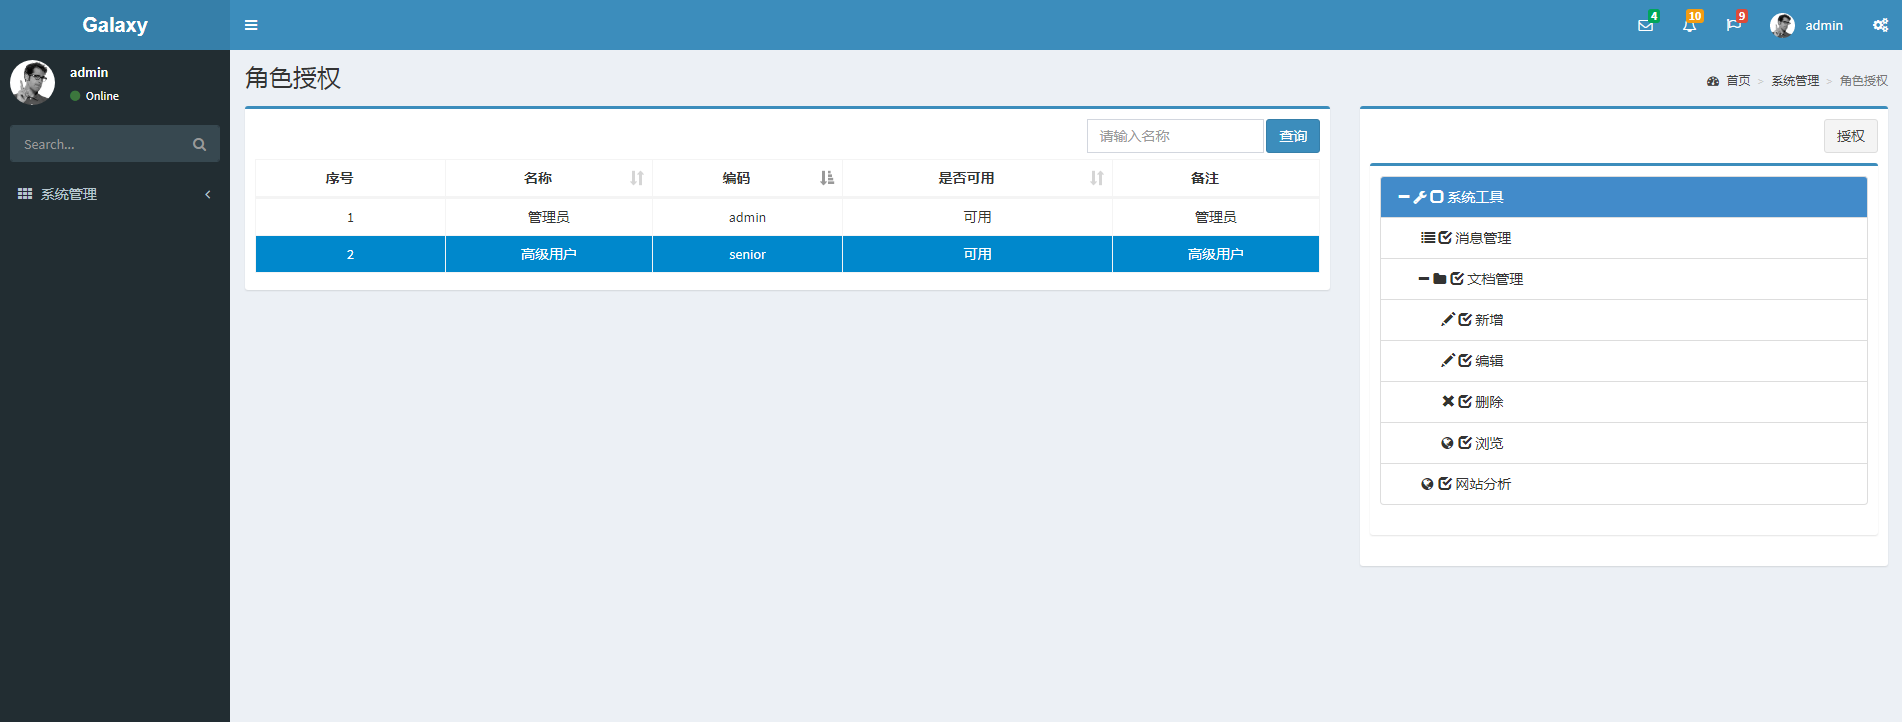 Galaxy
4 10 9 admin
admin
Online
Search...
系统管理
角色授权
首页 > 系统管理 > 角色授权
请输入名称 查询
序号 名称 编码 是否可用 备注
1 管理员 admin 可用 管理员
2 高级用户 senior 可用 高级用户
授权
系统工具
消息管理
文档管理
新增
编辑
删除
浏览
网站分析